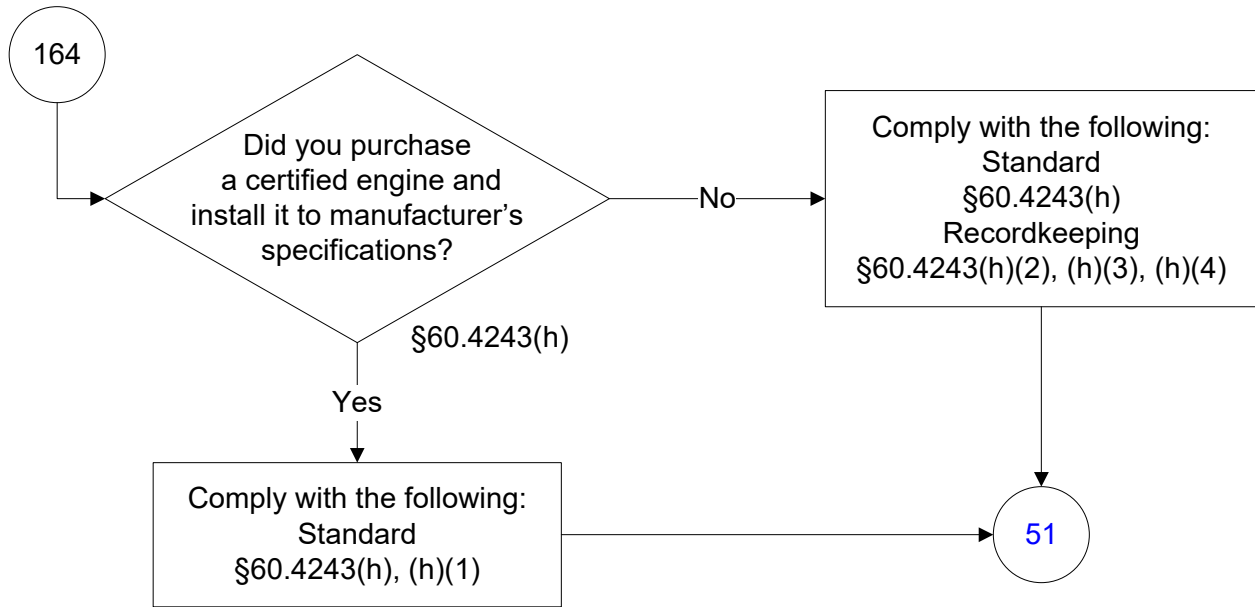 164
Did you purchase
a certified engine and
install it to manufacturer’s
specifications?
§60.4243(h)
No
Comply with the following:
Standard
§60.4243(h)
Recordkeeping
§60.4243(h)(2), (h)(3), (h)(4)
Yes
Comply with the following:
Standard
§60.4243(h), (h)(1)
51